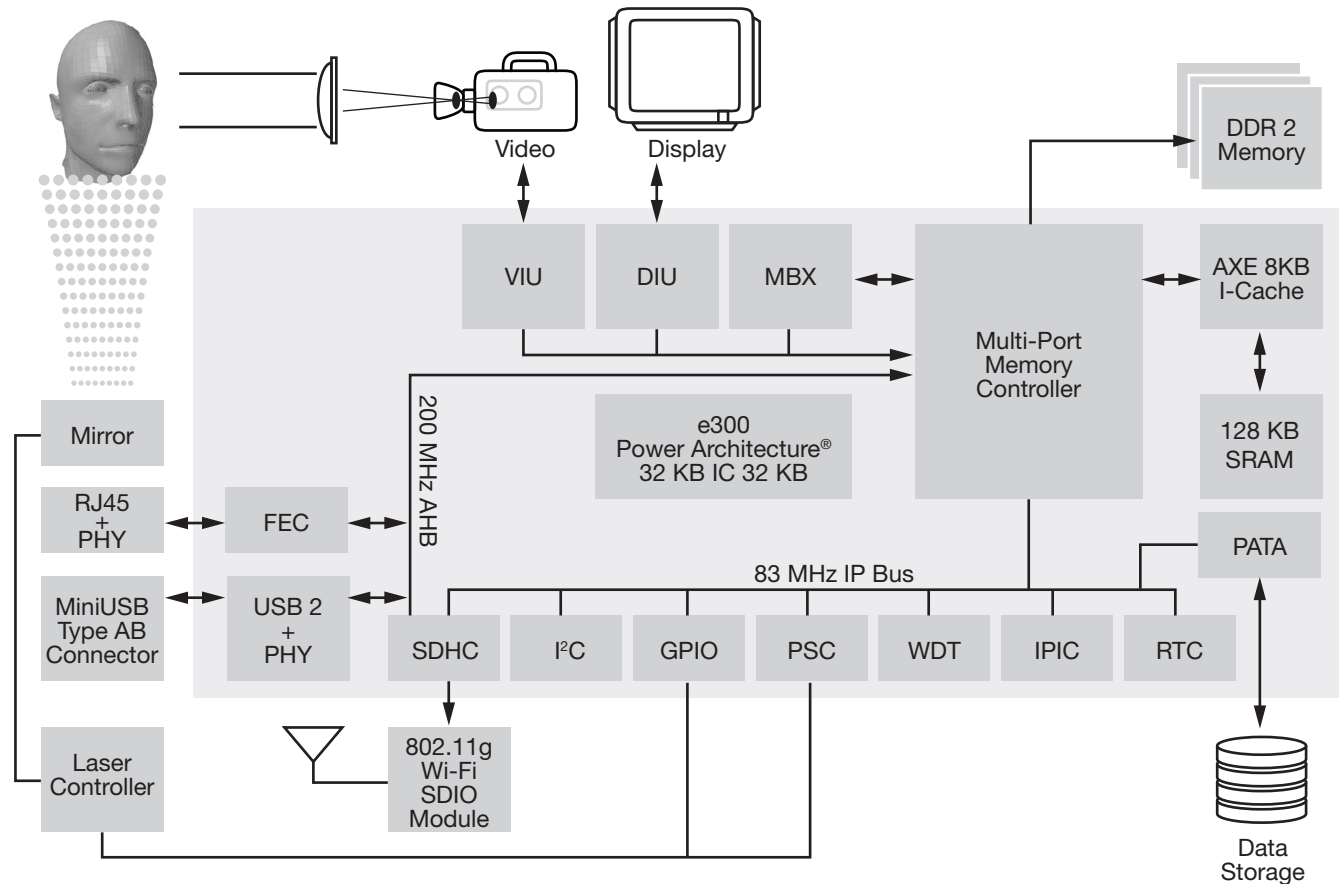 Video
Display
DDR 2
Memory
VIU
DIU
MBX
Multi-Port
Memory
Controller
AXE 8KB
I-Cache
e300
Power Architecture®
32 KB IC 32 KB
128 KB
SRAM
Mirror
200 MHz AHB
RJ45
+
PHY
FEC
PATA
83 MHz IP Bus
MiniUSB
Type AB
Connector
USB 2
+
PHY
SDHC
I²C
GPIO
PSC
WDT
IPIC
RTC
Laser
Controller
802.11g
Wi-Fi
SDIO
Module
Data
Storage